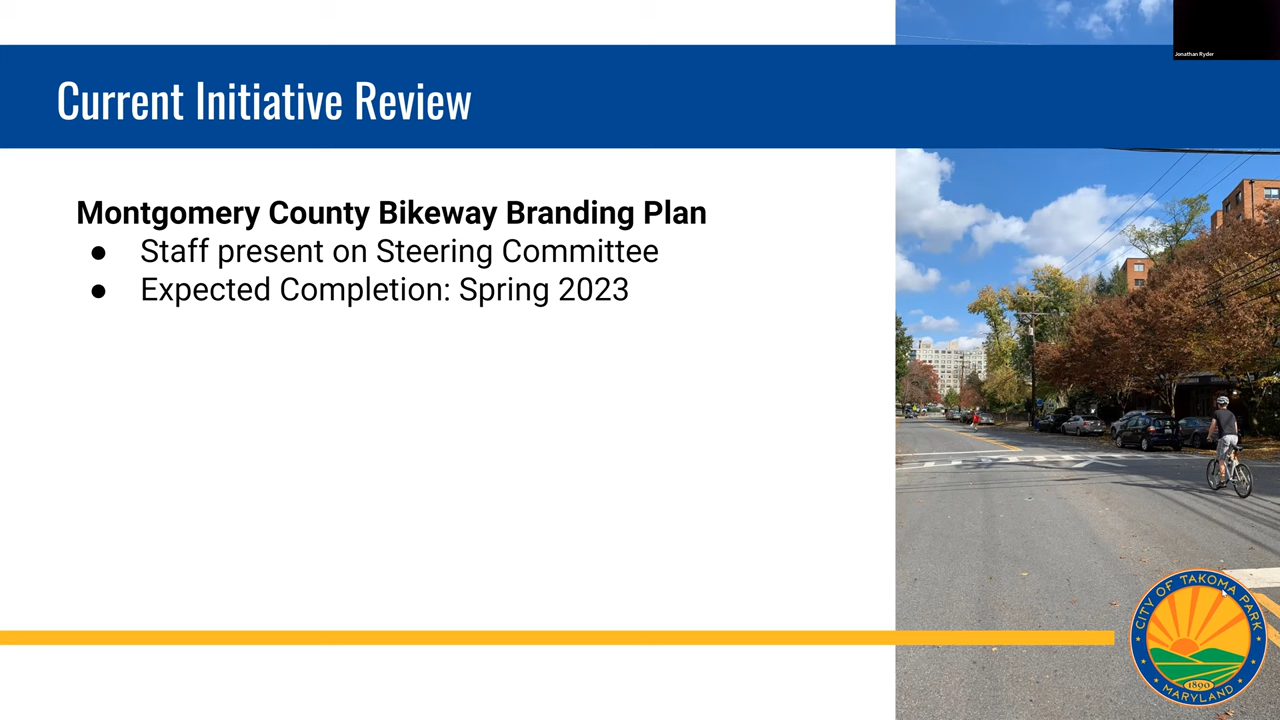 Jonathan Ryder
Current Initiative Review
Montgomery County Bikeway Branding Plan
● Staff present on Steering Committee
● Expected Completion: Spring 2023
CITY OF TAKOMA PARK
1890
MARYLAND